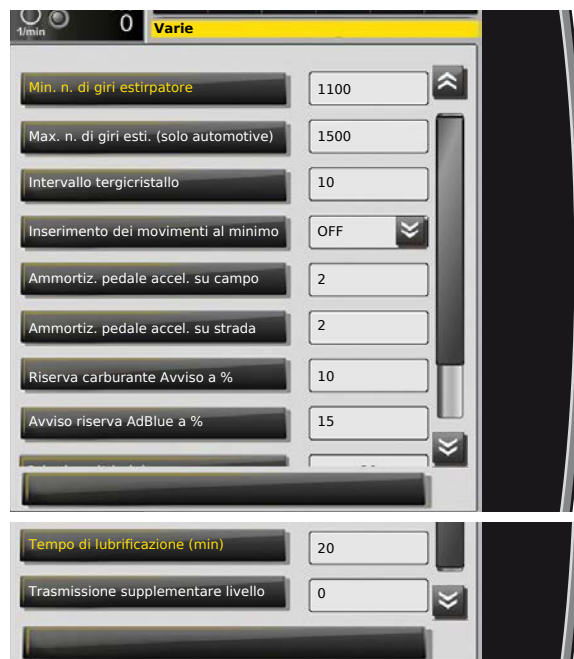 1/min
0
Varie
Min. n. di giri estirpatore
1100
Max. n. di giri esti. (solo automotive)
1500
Intervallo tergicristallo
10
Inserimento dei movimenti al minimo
OFF
Ammortiz. pedale accel. su campo
2
Ammortiz. pedale accel. su strada
2
Riserva carburante Avviso a %
10
Avviso riserva AdBlue a %
15
Tempo di lubrificazione (min)
20
Trasmissione supplementare livello
0